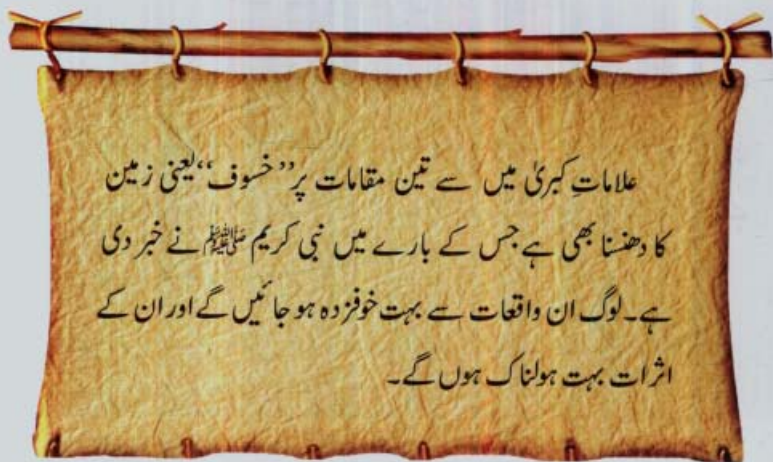 علاماتِ کبریٰ میں سے تین مقامات پر ’’خسوف‘‘ یعنی زمین
کا دھنسنا بھی ہے جس کے بارے میں نبی کریم ﷺ نے خبر دی
ہے۔ لوگ ان واقعات سے بہت خوفزدہ ہو جائیں گے اور ان کے
اثرات بہت ہولناک ہوں گے۔